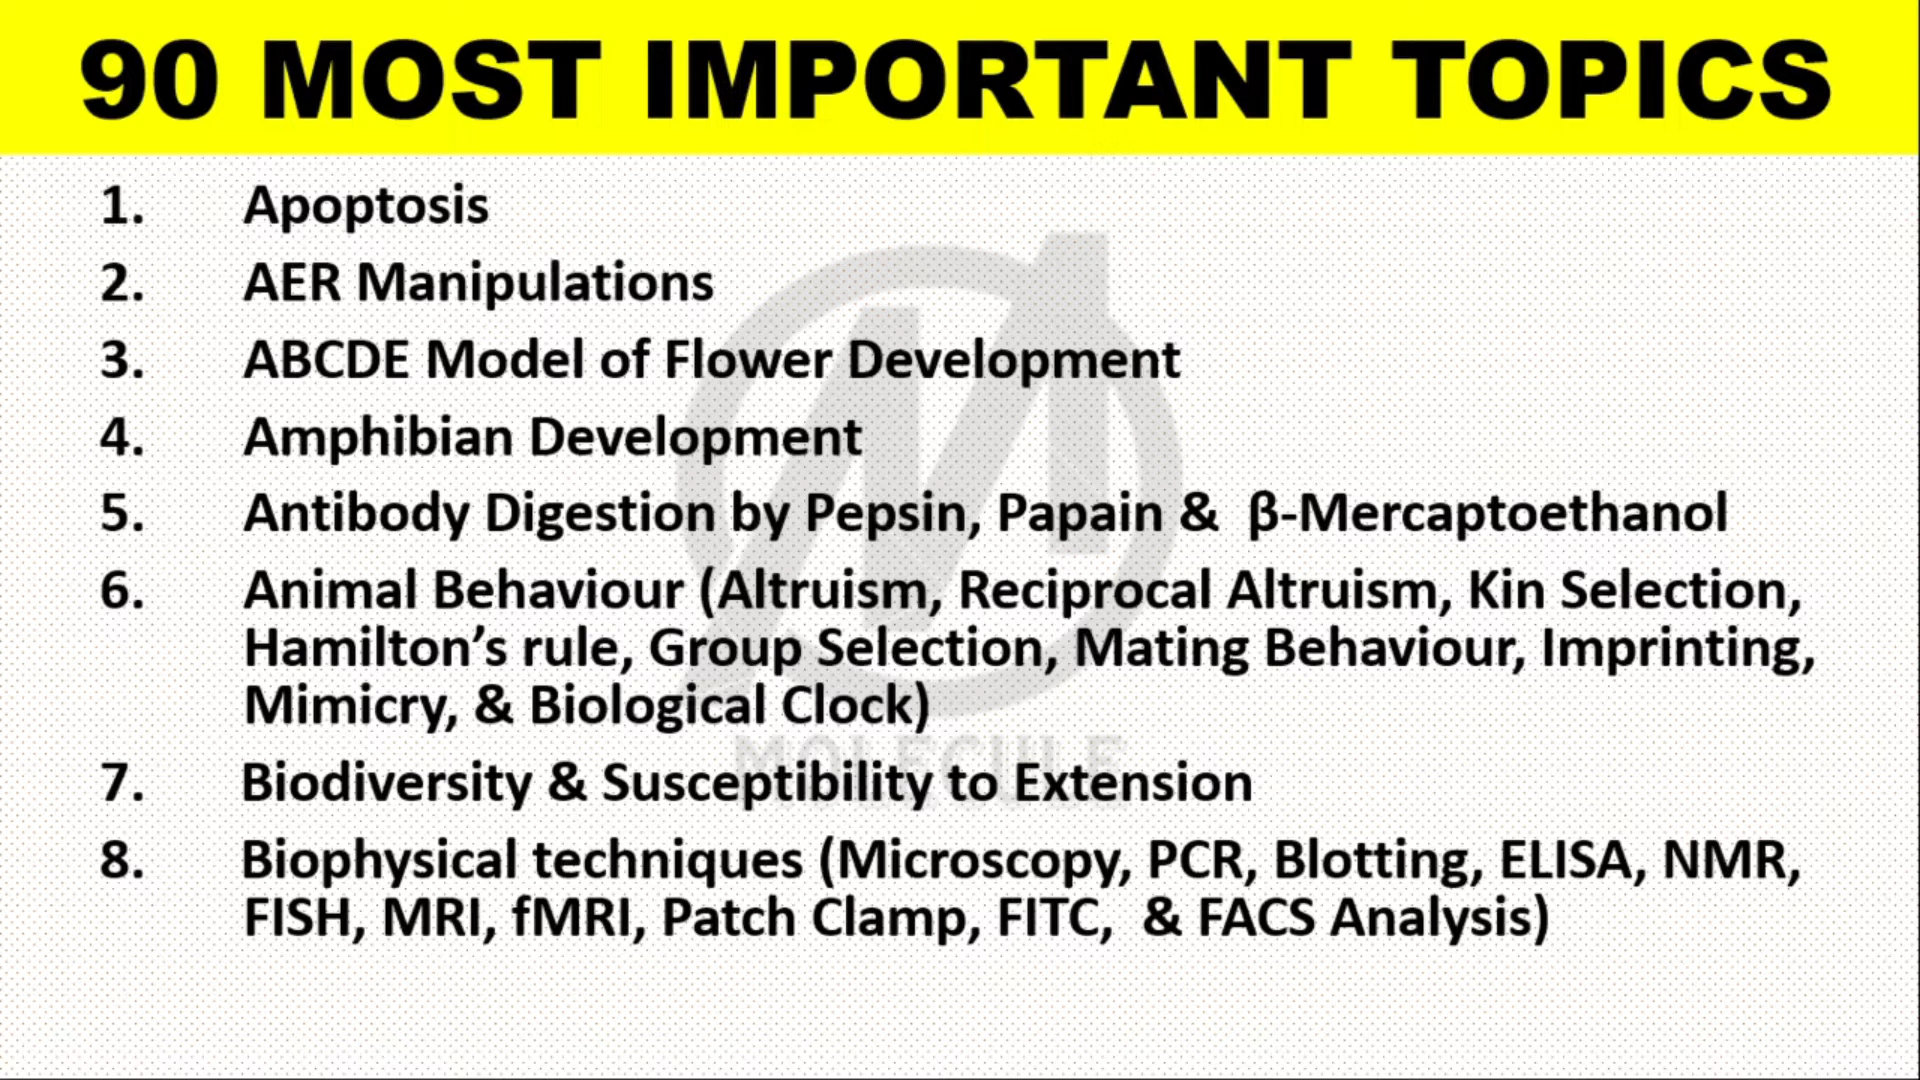 90 MOST IMPORTANT TOPICS
1. Apoptosis
2. AER Manipulations
3. ABCDE Model of Flower Development
4. Amphibian Development
5. Antibody Digestion by Pepsin, Papain & β-Mercaptoethanol
6. Animal Behaviour (Altruism, Reciprocal Altruism, Kin Selection,
Hamilton’s rule, Group Selection, Mating Behaviour, Imprinting,
Mimicry, & Biological Clock)
MOLECULE
7. Biodiversity & Susceptibility to Extension
8. Biophysical techniques (Microscopy, PCR, Blotting, ELISA, NMR,
FISH, MRI, fMRI, Patch Clamp, FITC, & FACS Analysis)